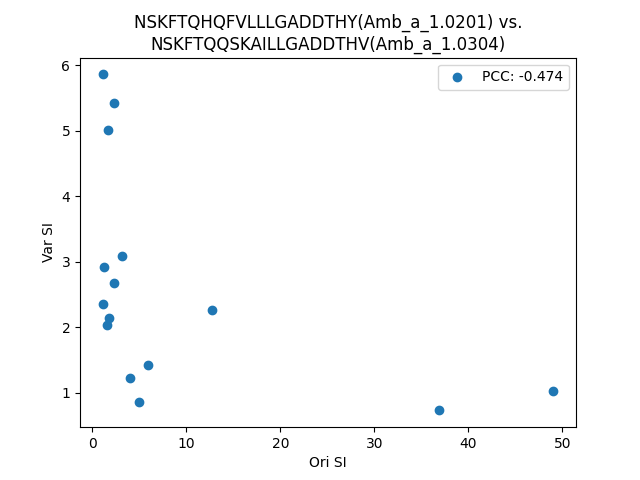 NSKFTQHQFVLLLGADDTHY(Amb_a_1.0201) vs.
NSKFTQQSKAILLGADDTHV(Amb_a_1.0304)
PCC: -0.474
6
5
4
3
2
1
Var SI
0 10 20 30 40 50
Ori SI